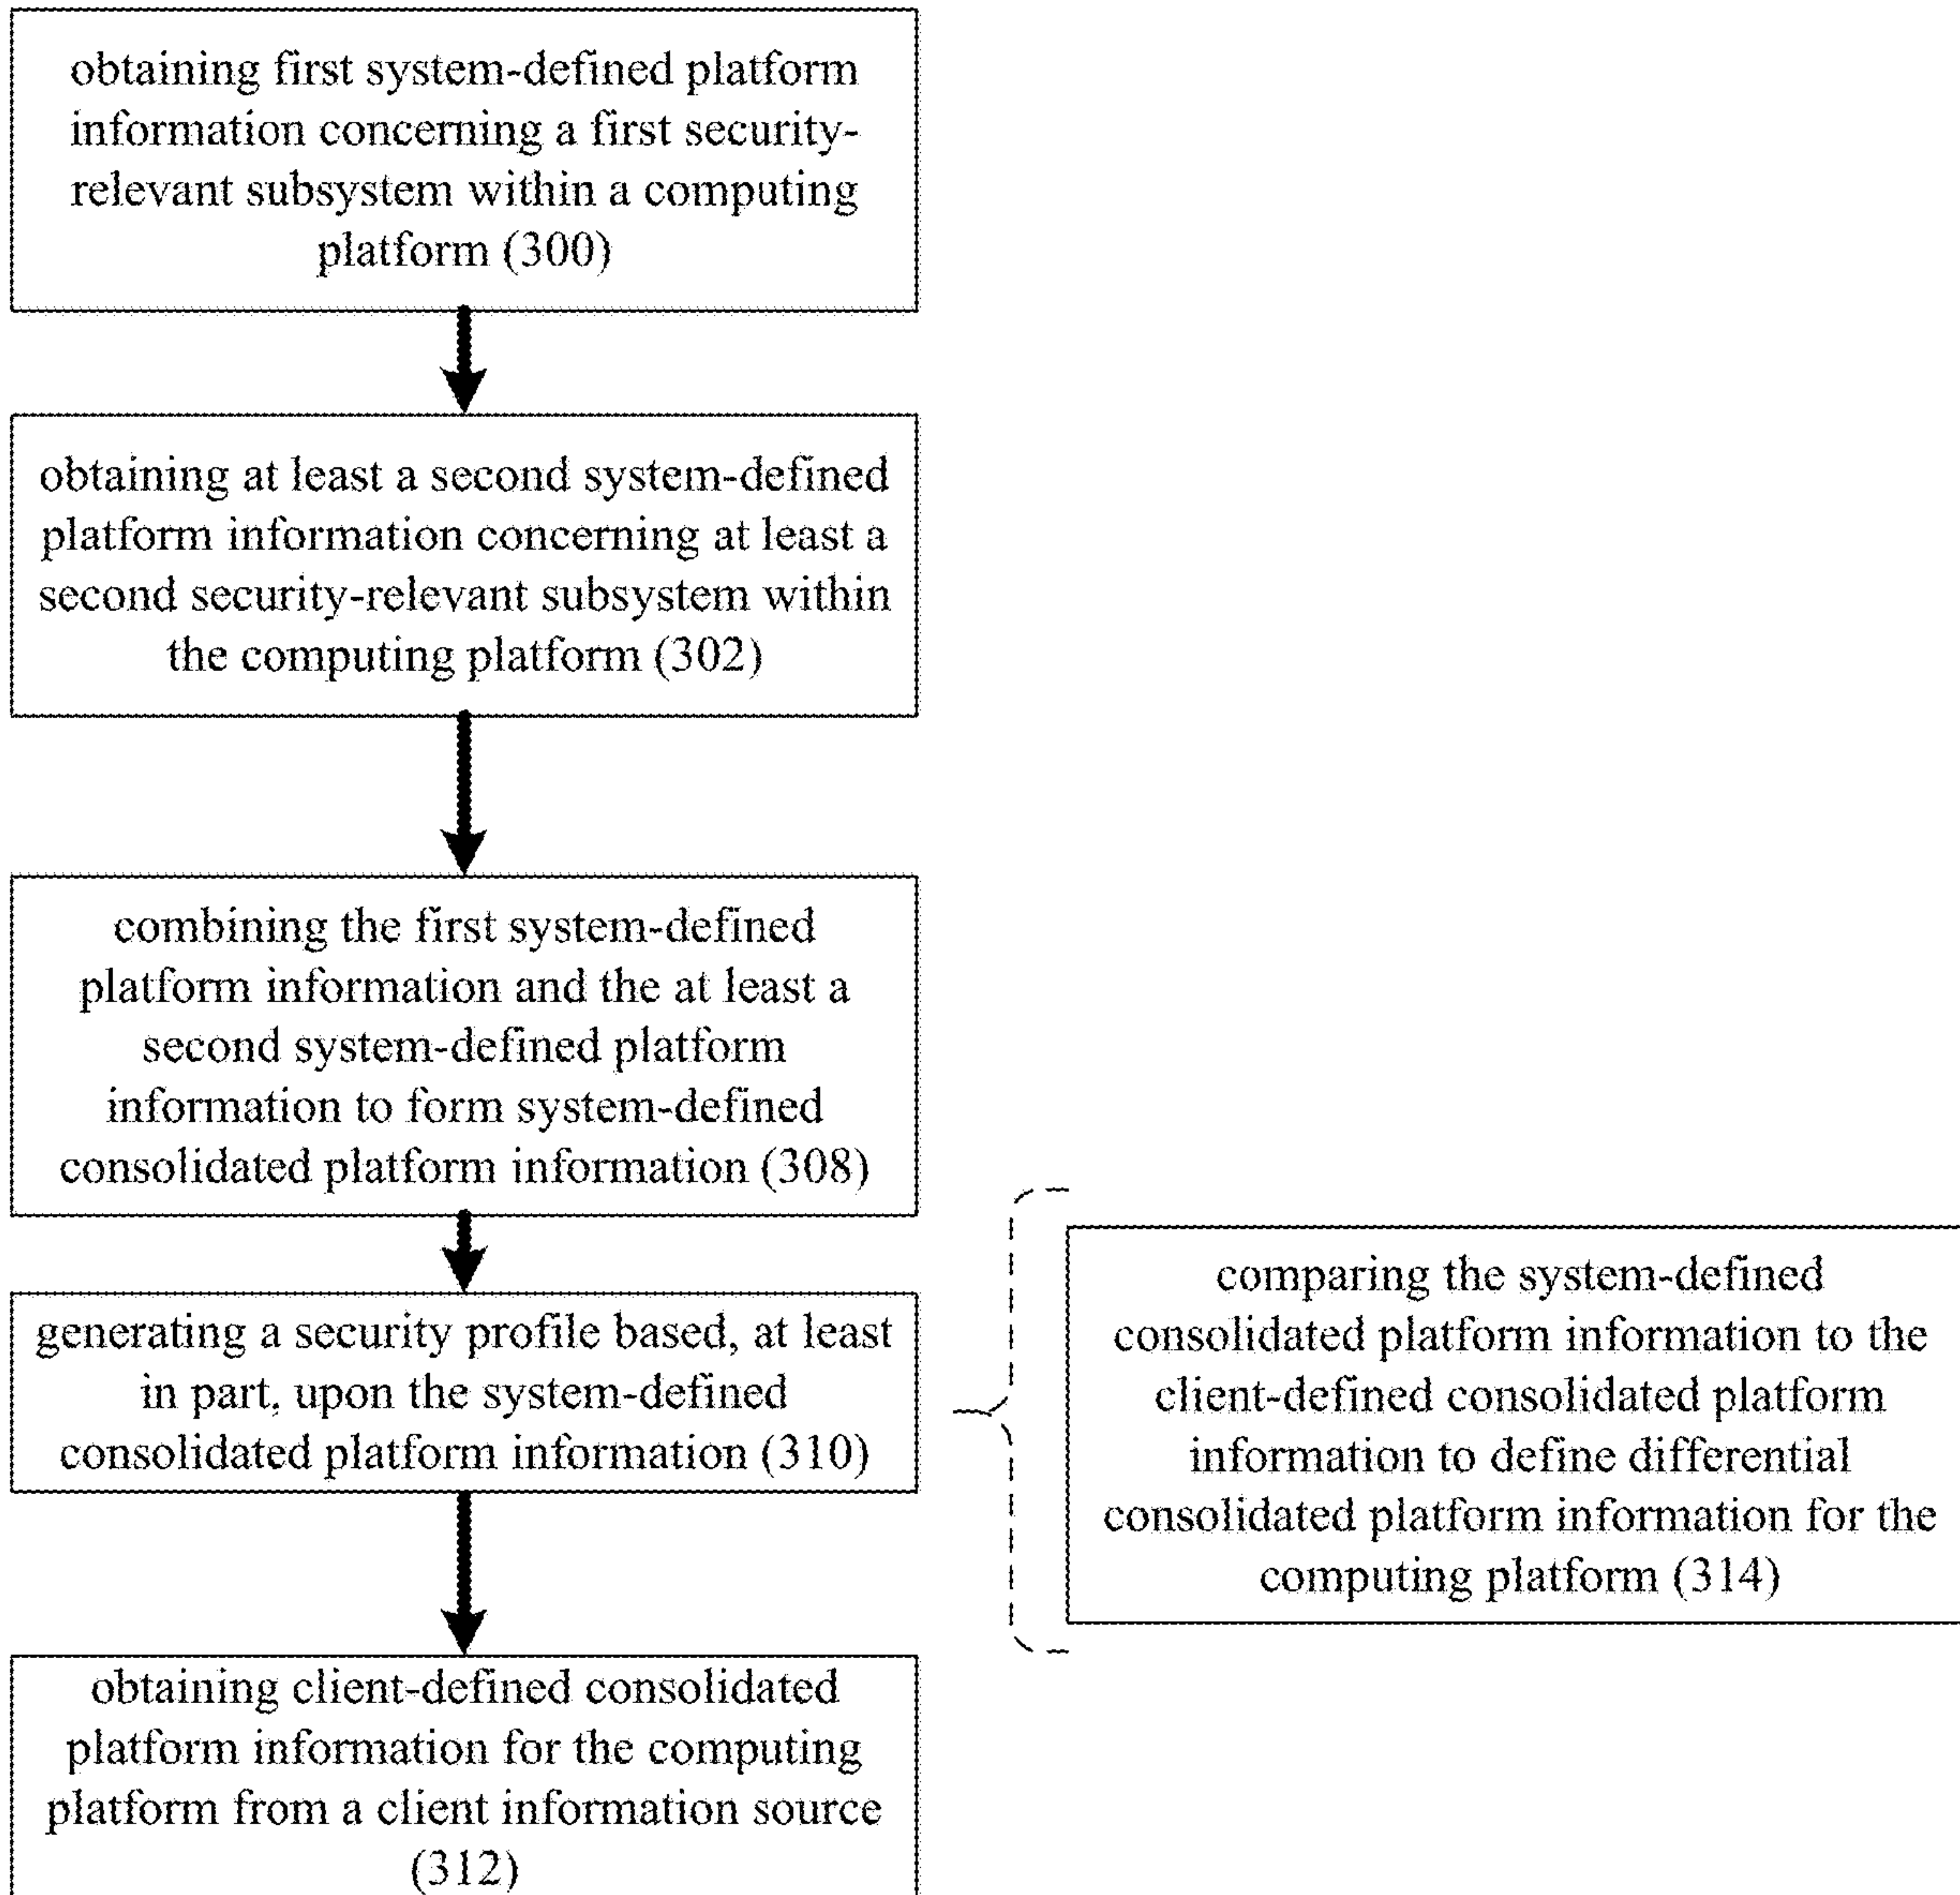 obtaining first system-defined platform
information concerning a first security-
relevant subsystem within a computing
platform (300)
obtaining at least a second system-defined
platform information concerning at least a
second security-relevant subsystem within
the computing platform (302)
combining the first system-defined
platform information and the at least a
second system-defined platform
information to form system-defined
consolidated platform information (308)
generating a security profile based, at least
in part, upon the system-defined
consolidated platform information (310)
comparing the system-defined
consolidated platform information to the
client-defined consolidated platform
information to define differential
consolidated platform information for the
computing platform (314)
obtaining client-defined consolidated
platform information for the computing
platform from a client information source
(312)